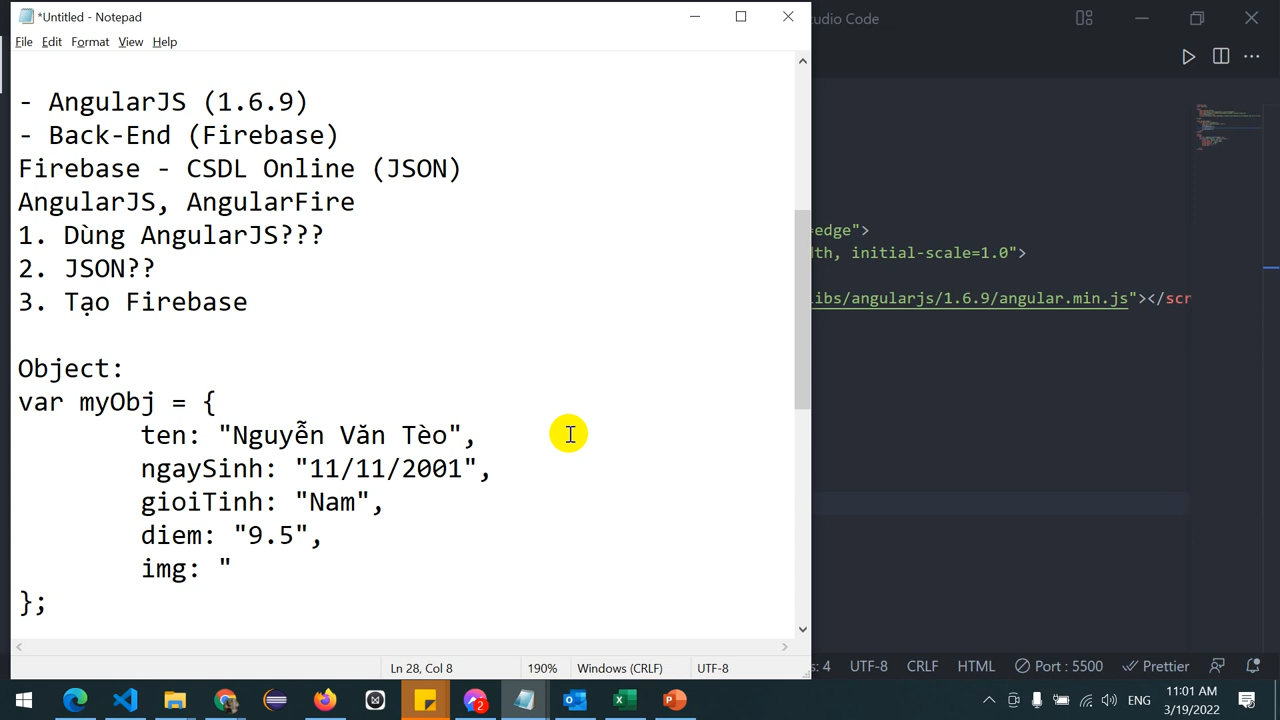 *Untitled - Notepad
File Edit Format View Help
- AngularJS (1.6.9)
- Back-End (Firebase)
Firebase - CSDL Online (JSON)
AngularJS, AngularFire
1. Dùng AngularJS???
2. JSON??
3. Tạo Firebase
Object:
var myObj = {
ten: "Nguyễn Văn Tèo",
ngaySinh: "11/11/2001",
gioiTinh: "Nam",
diem: "9.5",
img: "
};
Ln 28, Col 8 190% Windows (CRLF) UTF-8
tudio Code
=edge">
dth, initial-scale=1.0">
libs/angularjs/1.6.9/angular.min.js"></scr
s: 4 UTF-8 CRLF HTML Port : 5500 Prettier
2
ENG
11:01 AM
3/19/2022